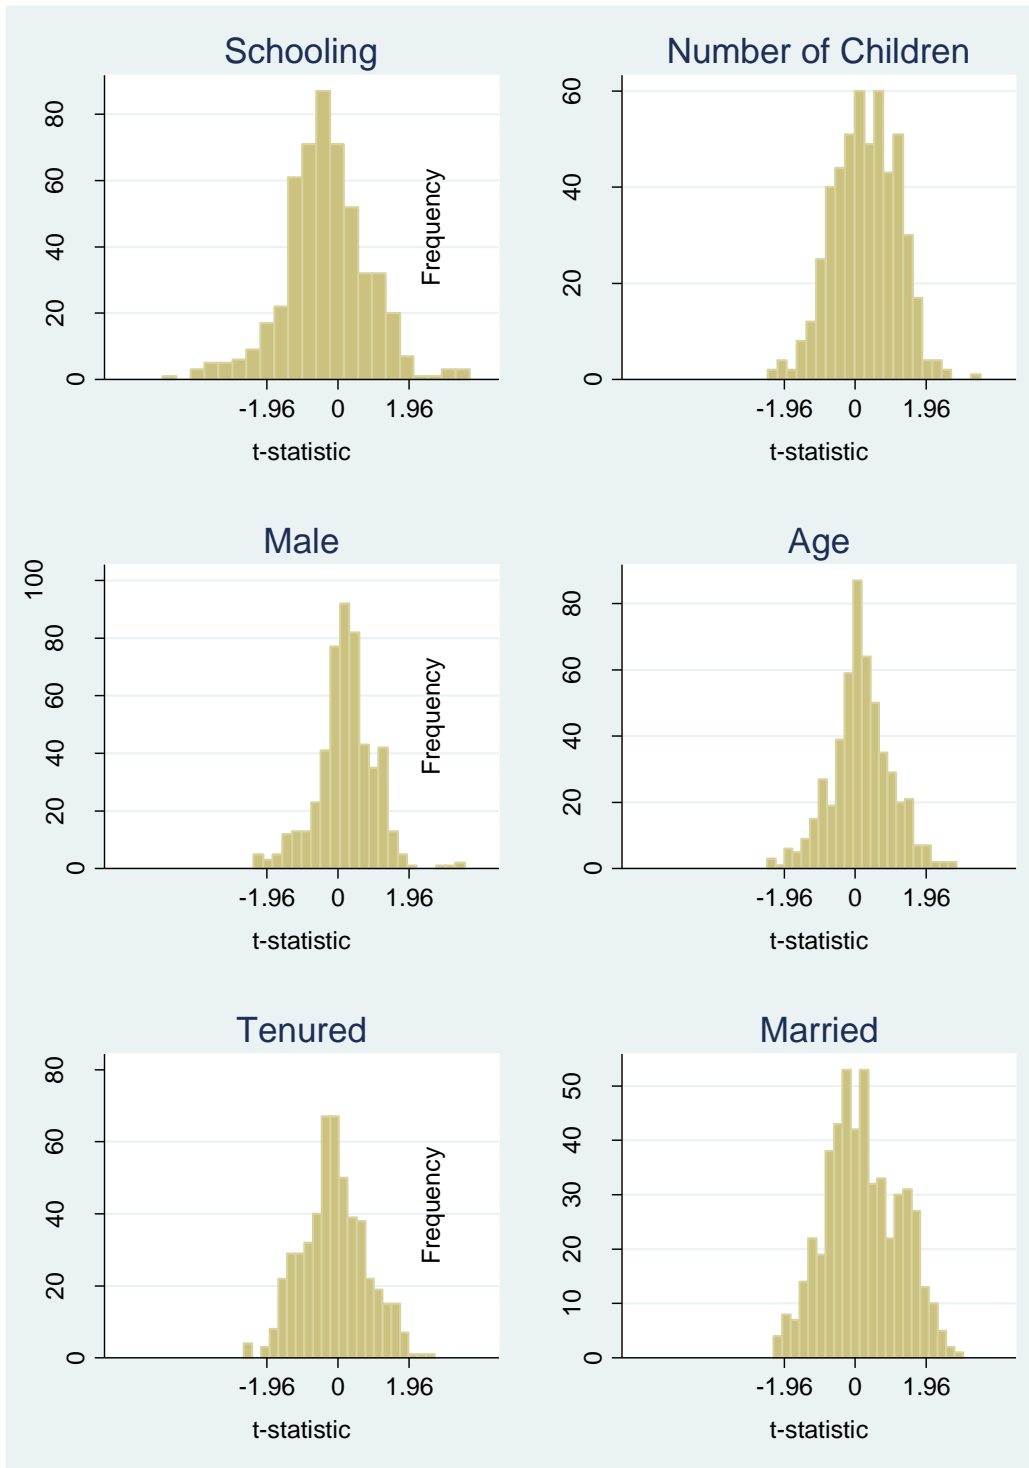 Schooling
80
60
40
20
0
-1.96 0 1.96
t-statistic
Frequency
Number of Children
60
40
20
0
-1.96 0 1.96
t-statistic
Male
100
80
60
40
20
0
-1.96 0 1.96
t-statistic
Frequency
Age
80
60
40
20
0
-1.96 0 1.96
t-statistic
Tenured
80
60
40
20
0
-1.96 0 1.96
t-statistic
Frequency
Married
50
40
30
20
10
0
-1.96 0 1.96
t-statistic